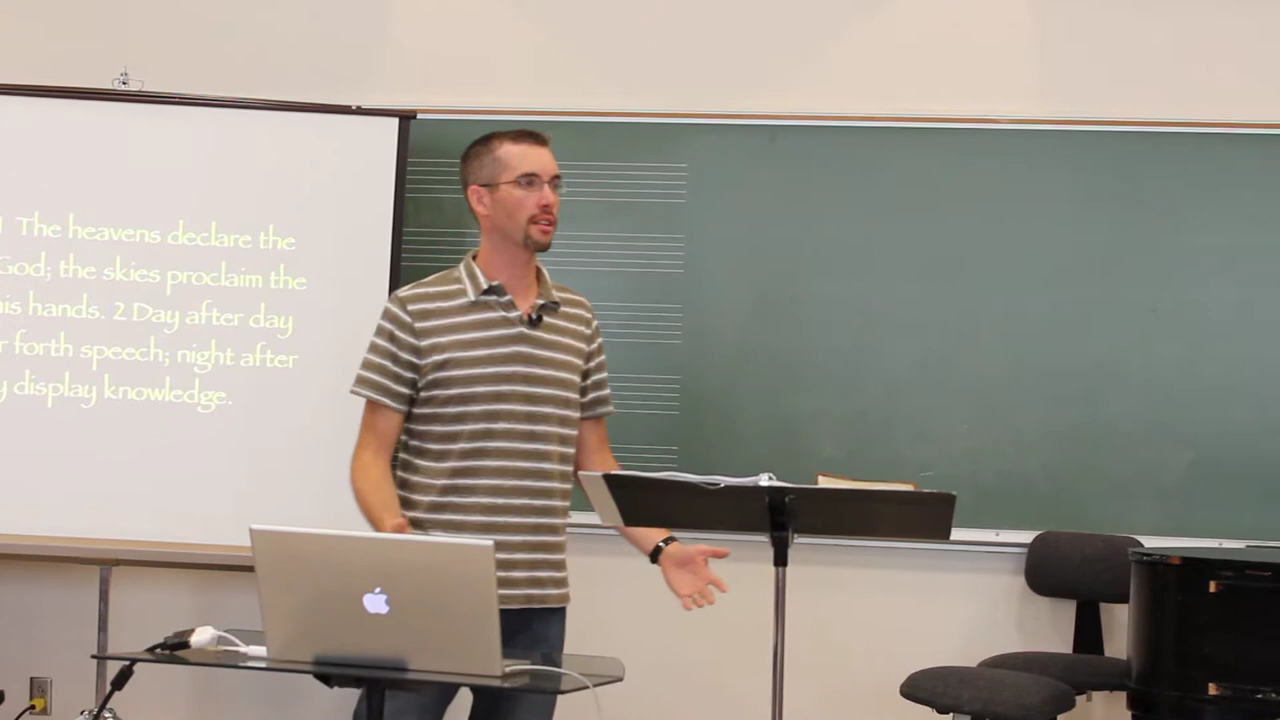 The heavens declare the
God; the skies proclaim the
his hands. 2 Day after day
forth speech; night after
display knowledge.